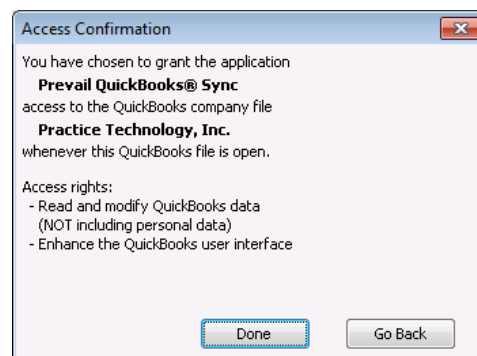 Access Confirmation
You have chosen to grant the application
Prevail QuickBooks® Sync
access to the QuickBooks company file
Practice Technology, Inc.
whenever this QuickBooks file is open.
Access rights:
- Read and modify QuickBooks data
(NOT including personal data)
- Enhance the QuickBooks user interface
Done Go Back